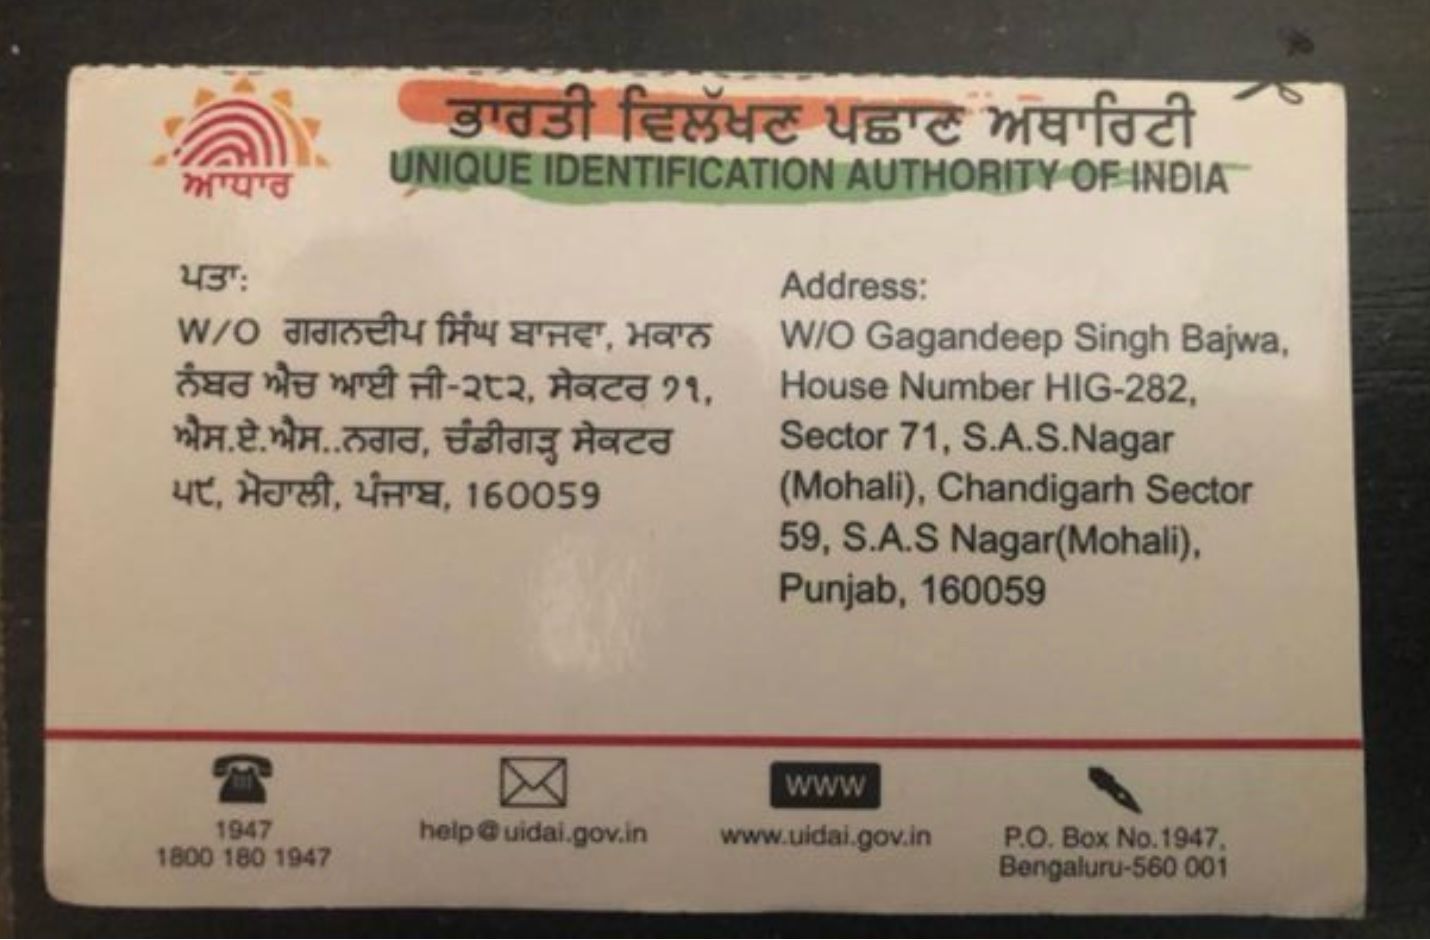 ਭਾਰਤੀ ਵਿਲੱਖਣ ਪਛਾਣ ਅਥਾਰਿਟੀ
UNIQUE IDENTIFICATION AUTHORITY OF INDIA
ਆਧਾਰ
ਪਤਾ:
W/O ਗਗਨਦੀਪ ਸਿੰਘ ਬਾਜਵਾ, ਮਕਾਨ
ਨੰਬਰ ਐਚ ਆਈ ਜੀ-੨੮੨, ਸੇਕਟਰ ੭੧,
ਐਸ.ਏ.ਐਸ..ਨਗਰ, ਚੰਡੀਗੜ੍ਹ ਸੇਕਟਰ
੫੯, ਮੋਹਾਲੀ, ਪੰਜਾਬ, 160059
Address:
W/O Gagandeep Singh Bajwa,
House Number HIG-282,
Sector 71, S.A.S.Nagar
(Mohali), Chandigarh Sector
59, S.A.S Nagar(Mohali),
Punjab, 160059
1947
1800 180 1947
help@uidai.gov.in
www
www.uidai.gov.in
P.O. Box No.1947,
Bengaluru-560 001